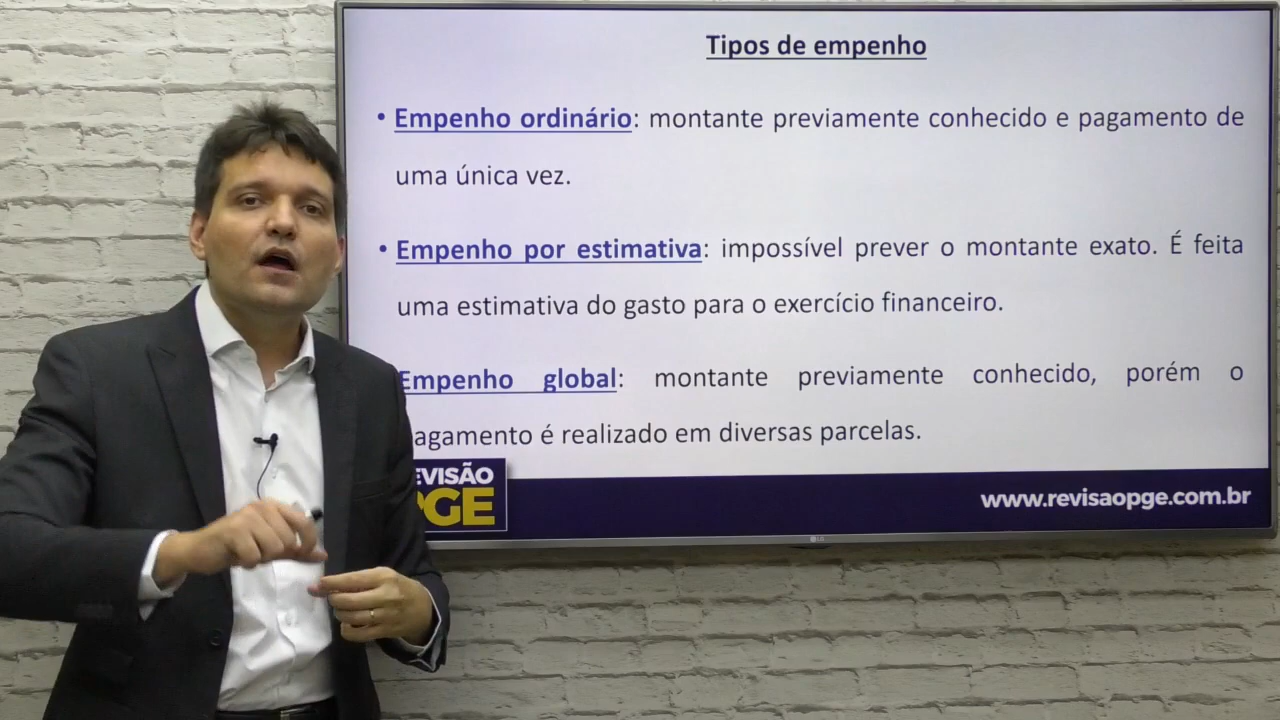 Tipos de empenho
• Empenho ordinário: montante previamente conhecido e pagamento de
uma única vez.
• Empenho por estimativa: impossível prever o montante exato. É feita
uma estimativa do gasto para o exercício financeiro.
Empenho global: montante previamente conhecido, porém o
agamento é realizado em diversas parcelas.
EVISÃO
PGE
www.revisaopge.com.br
LG